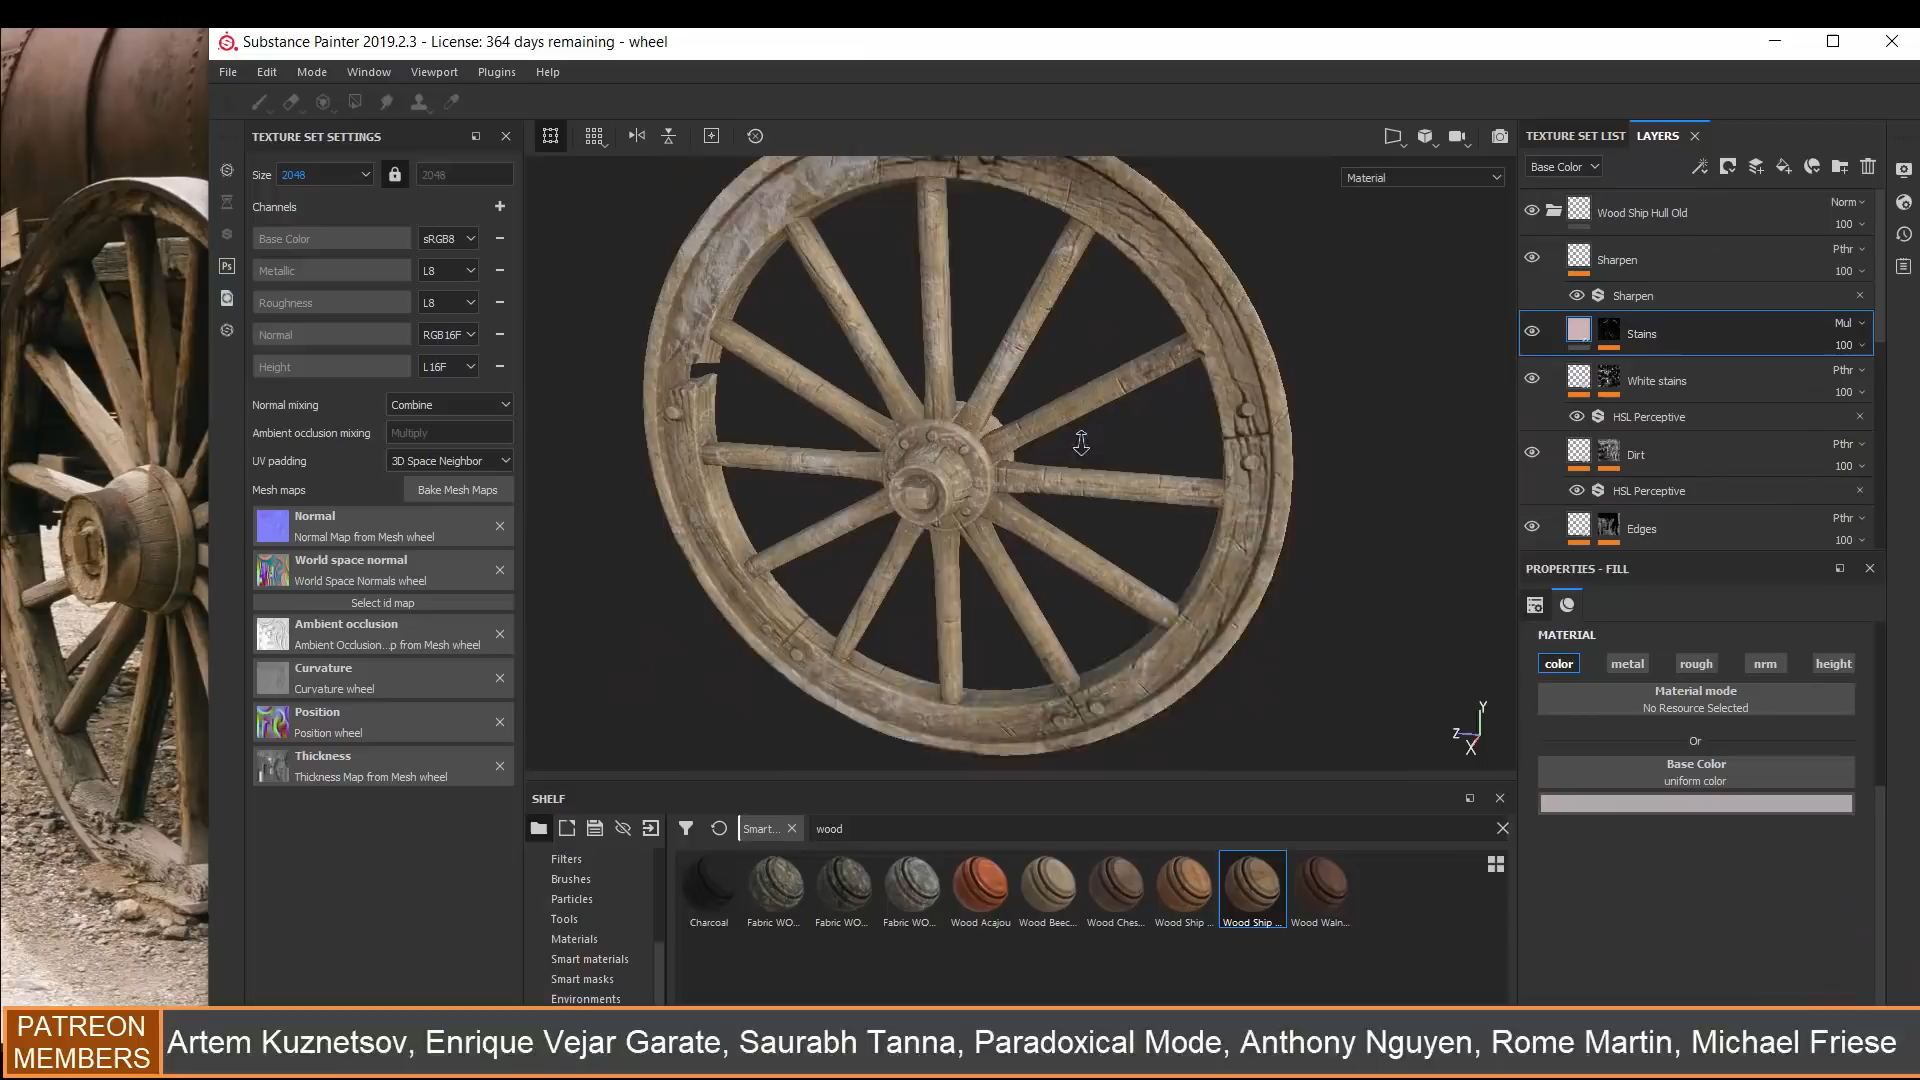 Substance Painter 2019.2.3 - License: 364 days remaining - wheel
File Edit Mode Window Viewport Plugins Help
TEXTURE SET SETTINGS
Size 2048 2048
Channels
Base Color sRGB8
Metallic L8
Roughness L8
Normal RGB16F
Height L16F
Normal mixing Combine
Ambient occlusion mixing Multiply
UV padding 3D Space Neighbor
Mesh maps Bake Mesh Maps
Normal
Normal Map from Mesh wheel
World space normal
World Space Normals wheel
Select id map
Ambient occlusion
Ambient Occlusion...p from Mesh wheel
Curvature
Curvature wheel
Position
Position wheel
Thickness
Thickness Map from Mesh wheel
Ps
Material
Y
Z
X
SHELF
Smart... wood
Filters
Brushes
Particles
Tools
Materials
Smart materials
Smart masks
Environments
Charcoal Fabric WO... Fabric WO... Fabric WO... Wood Acajou Wood Beec... Wood Ches... Wood Ship ... Wood Ship ... Wood Waln...
TEXTURE SET LIST LAYERS
Base Color
Wood Ship Hull Old Norm
100
Sharpen Pthr
100
Sharpen
Stains Mul
100
White stains Pthr
100
HSL Perceptive
Dirt Pthr
100
HSL Perceptive
Edges Pthr
100
PROPERTIES - FILL
MATERIAL
color metal rough nrm height
Material mode
No Resource Selected
Or
Base Color
uniform color
PATREON
MEMBERS
Artem Kuznetsov, Enrique Vejar Garate, Saurabh Tanna, Paradoxical Mode, Anthony Nguyen, Rome Martin, Michael Friese